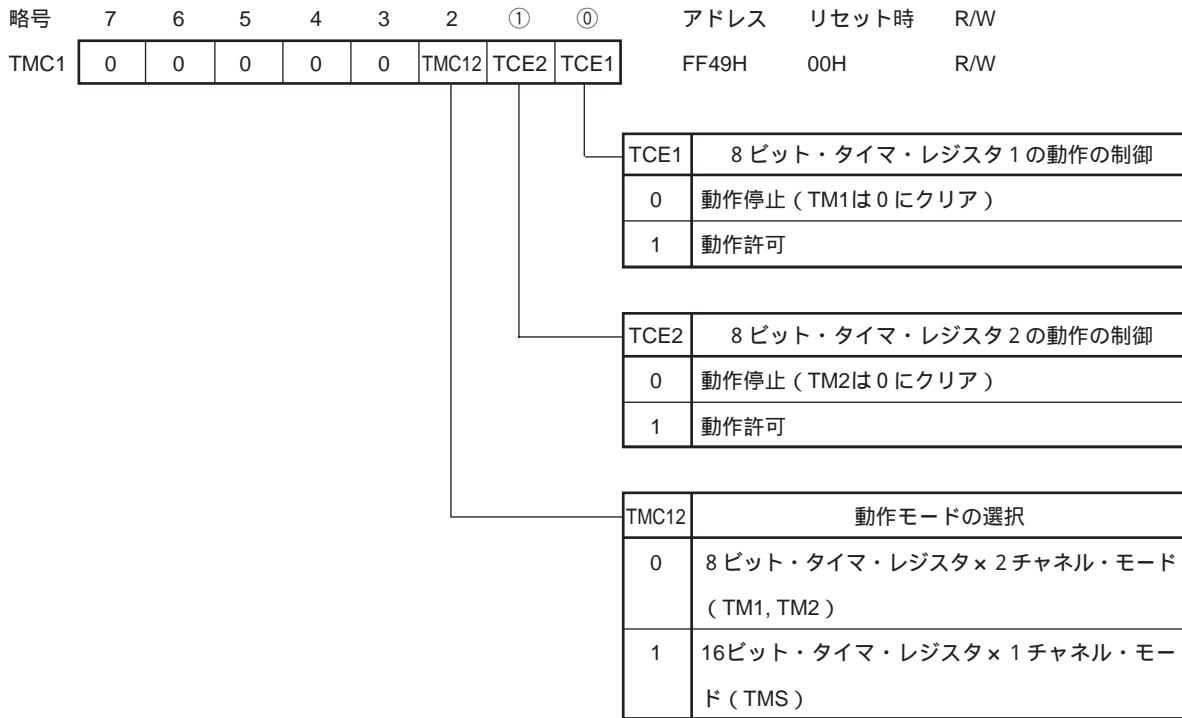 略号 7 6 5 4 3 2 ① ⓪ アドレス リセット時 R/W
TMC1 0 0 0 0 0 TMC12 TCE2 TCE1 FF49H 00H R/W
TCE1 8ビット・タイマ・レジスタ1の動作の制御
0 動作停止(TM1は0にクリア)
1 動作許可
TCE2 8ビット・タイマ・レジスタ2の動作の制御
0 動作停止(TM2は0にクリア)
1 動作許可
TMC12 動作モードの選択
0 8ビット・タイマ・レジスタ×2チャネル・モード
(TM1, TM2)
1 16ビット・タイマ・レジスタ×1チャネル・モー
ド(TMS)